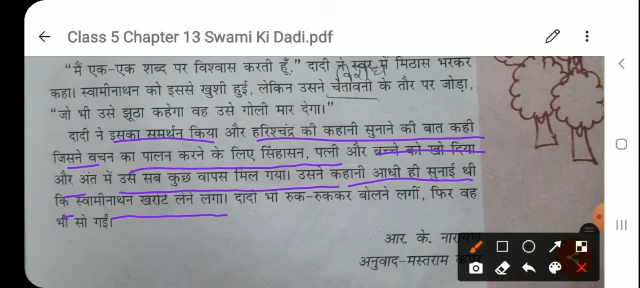 Class 5 Chapter 13 Swami Ki Dadi.pdf
“मैं एक-एक शब्द पर विश्वास करती हूँ,” दादी ने स्वर में मिठास भरकर
कहा। स्वामीनाथन को इससे खुशी हुई, लेकिन उसने चेतावनी के तौर पर जोड़ा,
“जो भी उसे झूठा कहेगा वह उसे गोली मार देगा।”
दादी ने इसका समर्थन किया और हरिश्चंद्र की कहानी सुनाने की बात कही
जिसने वचन का पालन करने के लिए सिंहासन, पत्नी और बच्चे को खो दिया
और अंत में उसे सब कुछ वापस मिल गया। उसने कहानी आधी ही सुनाई थी
कि स्वामीनाथन खर्राटे लेने लगा। दादी भी रुक-रुककर बोलने लगीं, फिर वह
भी सो गईं।
आर. के. नारायण
अनुवाद-मस्तराम